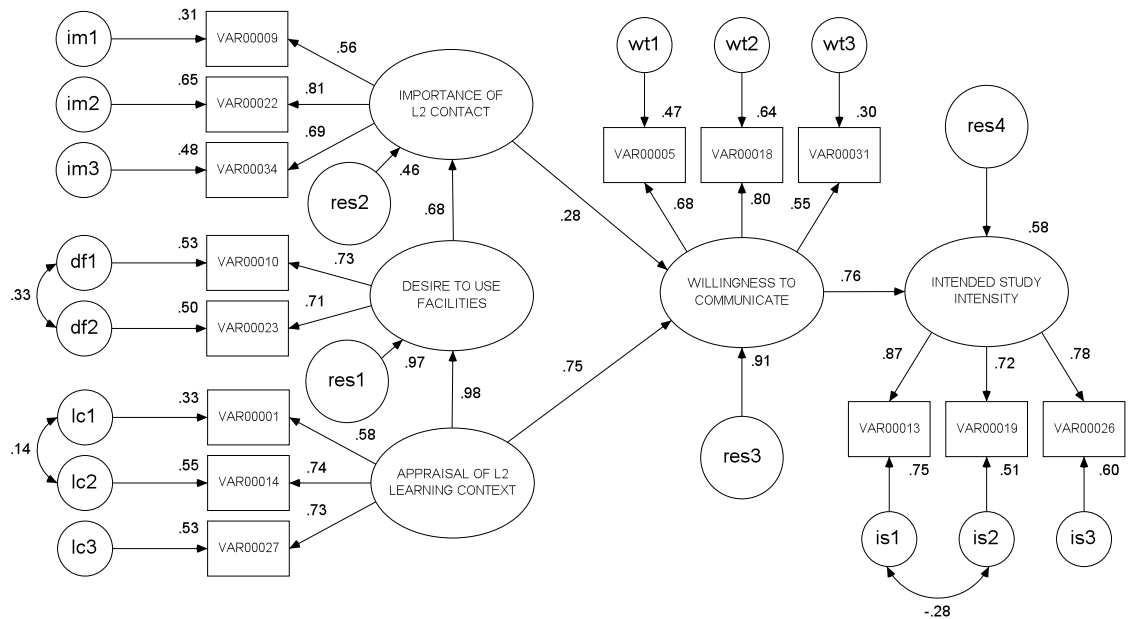 .31
im1
VAR00009
.56
.65
im2
VAR00022
.81
.69
.48
im3
VAR00034
IMPORTANCE OF
L2 CONTACT
res2
.46
.68
.28
.53
df1
VAR00010
.73
.33
.50
df2
VAR00023
.71
DESIRE TO USE
FACILITIES
res1
.97
.98
.75
.33
lc1
VAR00001
.58
.14
.55
lc2
VAR00014
.74
.73
.53
lc3
VAR00027
APPRAISAL OF L2
LEARNING CONTEXT
wt1
wt2
wt3
.47
.64
.30
VAR00005
VAR00018
VAR00031
.68
.80
.55
WILLINGNESS TO
COMMUNICATE
.91
res3
.76
res4
.58
INTENDED STUDY
INTENSITY
.87
.72
.78
VAR00013
VAR00019
VAR00026
.75
.51
.60
is1
is2
is3
-.28